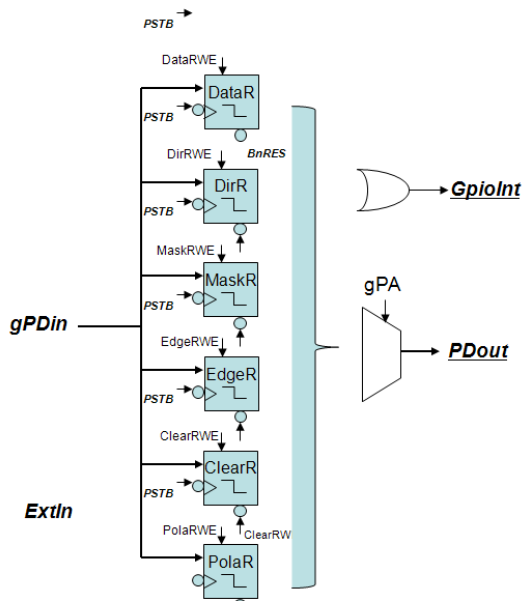 PSTB
DataRWE
DataR
PSTB
BnRES
DirRWE
DirR
PSTB
GpioInt
MaskRWE
MaskR
PSTB
gPA
gPDin
EdgeRWE
PDout
EdgeR
PSTB
ClearRWE
ClearR
PSTB
ExtIn
PolaRWE
ClearRW
PolaR